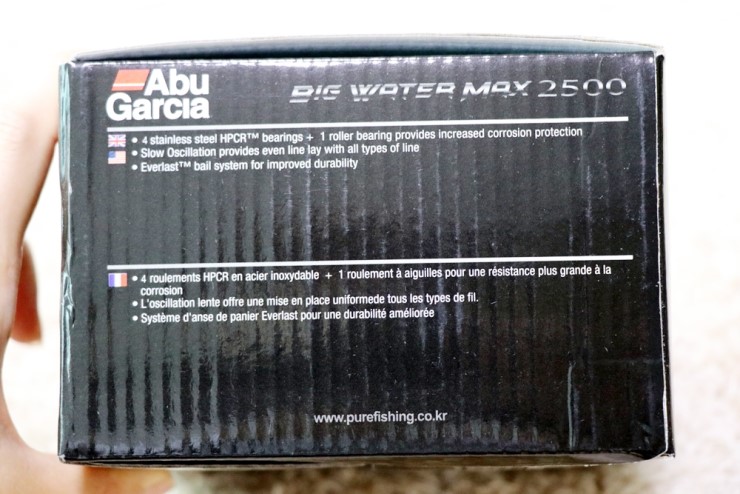 Abu
Garcia
BIG WATER MAX 2500
• 4 stainless steel HPCR™ bearings + 1 roller bearing provides increased corrosion protection
• Slow Oscillation provides even line lay with all types of line
• Everlast™ bail system for improved durability
• 4 roulements HPCR en acier inoxydable + 1 roulement à aiguilles pour une résistance plus grande à la
corrosion
• L'oscillation lente offre une mise en place uniformede tous les types de fil.
• Système d'anse de panier Everlast pour une durabilité améliorée
www.purefishing.co.kr